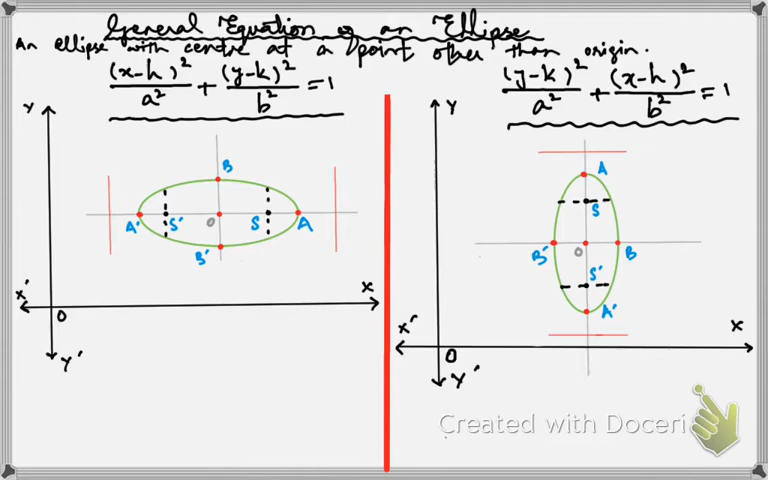 General Equation of an Ellipse
An ellipse with centre at a point other than origin.
(x-h)²/a² + (y-k)²/b² = 1
(y-k)²/a² + (x-h)²/b² = 1
Y
B
A' S' O S A
B'
X' O X
Y'
Y
A
S
B' O B
S'
A'
X' O X
Y'
Created with Doceri